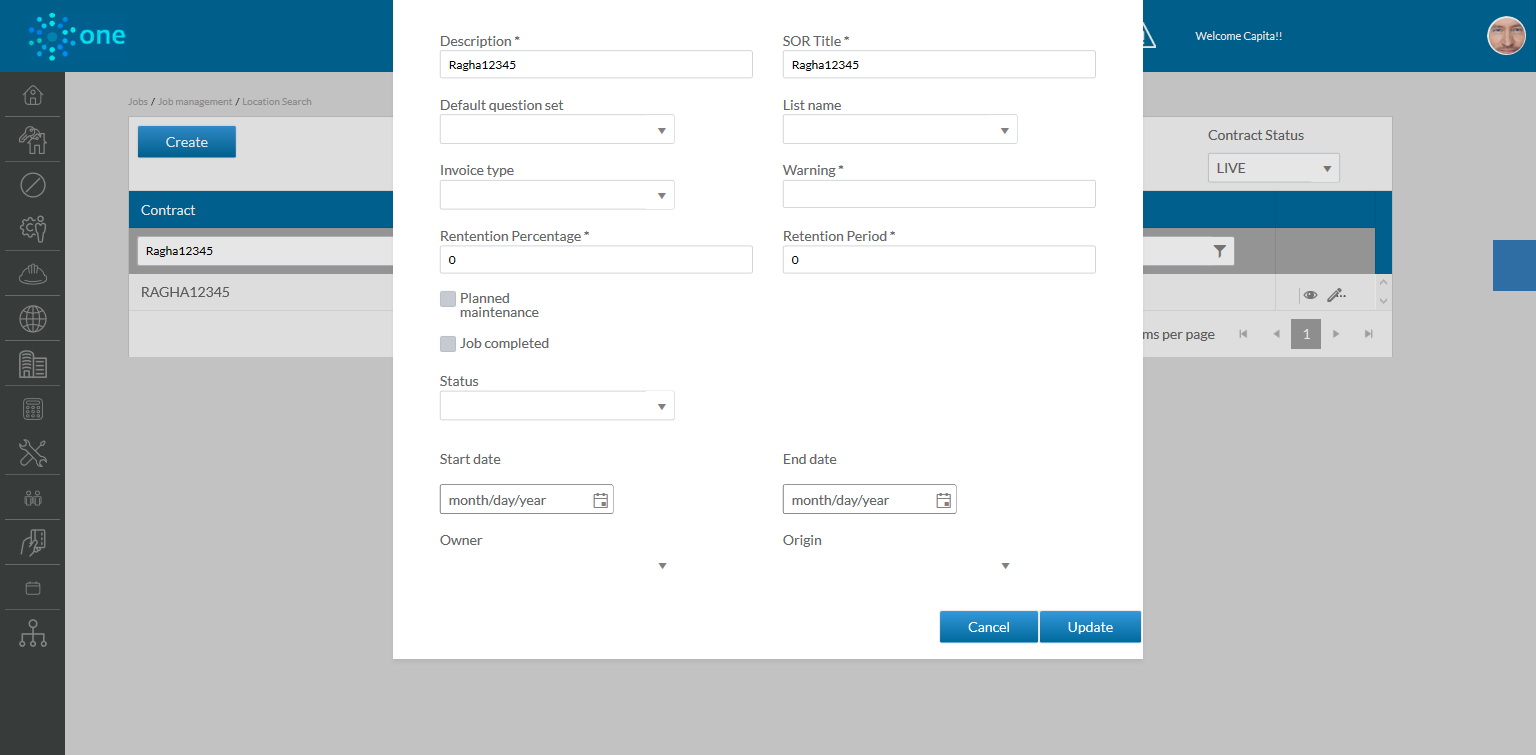 one
Welcome Capita!!
Jobs / Job management / Location Search
Create
Contract Status
LIVE
Contract
Ragha12345
RAGHA12345
ms per page
1
Description *
SOR Title *
Ragha12345
Ragha12345
Default question set
List name
Invoice type
Warning *
Rentention Percentage *
Retention Period *
0
0
Planned
maintenance
Job completed
Status
Start date
End date
month/day/year
month/day/year
Owner
Origin
Cancel
Update